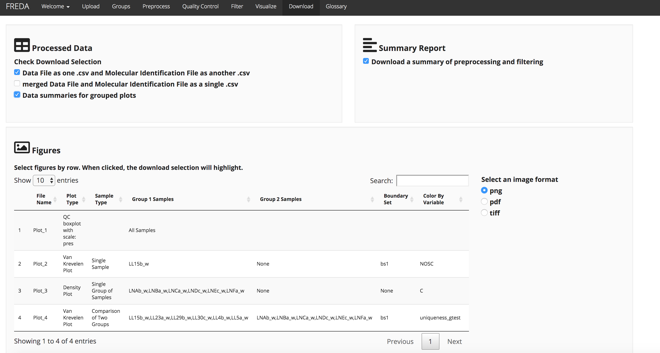 FREDA Welcome Upload Groups Preprocess Quality Control Filter Visualize Download Glossary
Processed Data
Check Download Selection
Data File as one .csv and Molecular Identification File as another .csv
merged Data File and Molecular Identification File as a single .csv
Data summaries for grouped plots
Summary Report
Download a summary of preprocessing and filtering
Figures
Select figures by row. When clicked, the download selection will highlight.
Show 10 entries
Search:
File Name Plot Type Sample Type Group 1 Samples Group 2 Samples Boundary Set Color By Variable
1 Plot_1 QC boxplot with scale: pres All Samples
2 Plot_2 Van Krevelen Plot Single Sample LL15b_w None bs1 NOSC
3 Plot_3 Density Plot Single Group of Samples LNAb_w,LNBa_w,LNCa_w,LNDc_w,LNEc_w,LNFa_w None None C
4 Plot_4 Van Krevelen Plot Comparison of Two Groups LL15b_w,LL23a_w,LL29b_w,LL30c_w,LL4b_w,LL5a_w LNAb_w,LNBa_w,LNCa_w,LNDc_w,LNEc_w,LNFa_w bs1 uniqueness_gtest
Showing 1 to 4 of 4 entries
Previous 1 Next
Select an image format
png
pdf
tiff